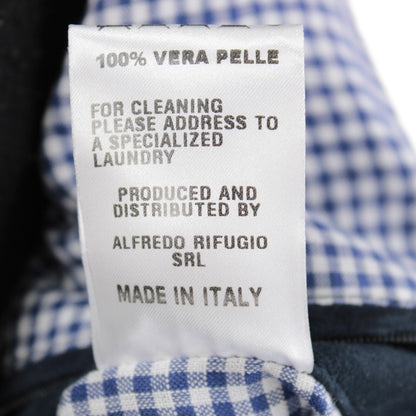 100% VERA PELLE
FOR CLEANING
PLEASE ADDRESS TO
A SPECIALIZED
LAUNDRY
PRODUCED AND
DISTRIBUTED BY
ALFREDO RIFUGIO
SRL
MADE IN ITALY